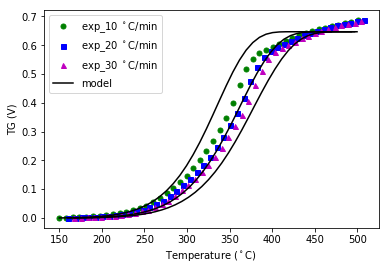 exp_10 °C/min
exp_20 °C/min
exp_30 °C/min
model
TG (V)
0.7
0.6
0.5
0.4
0.3
0.2
0.1
0.0
150 200 250 300 350 400 450 500
Temperature (°C)